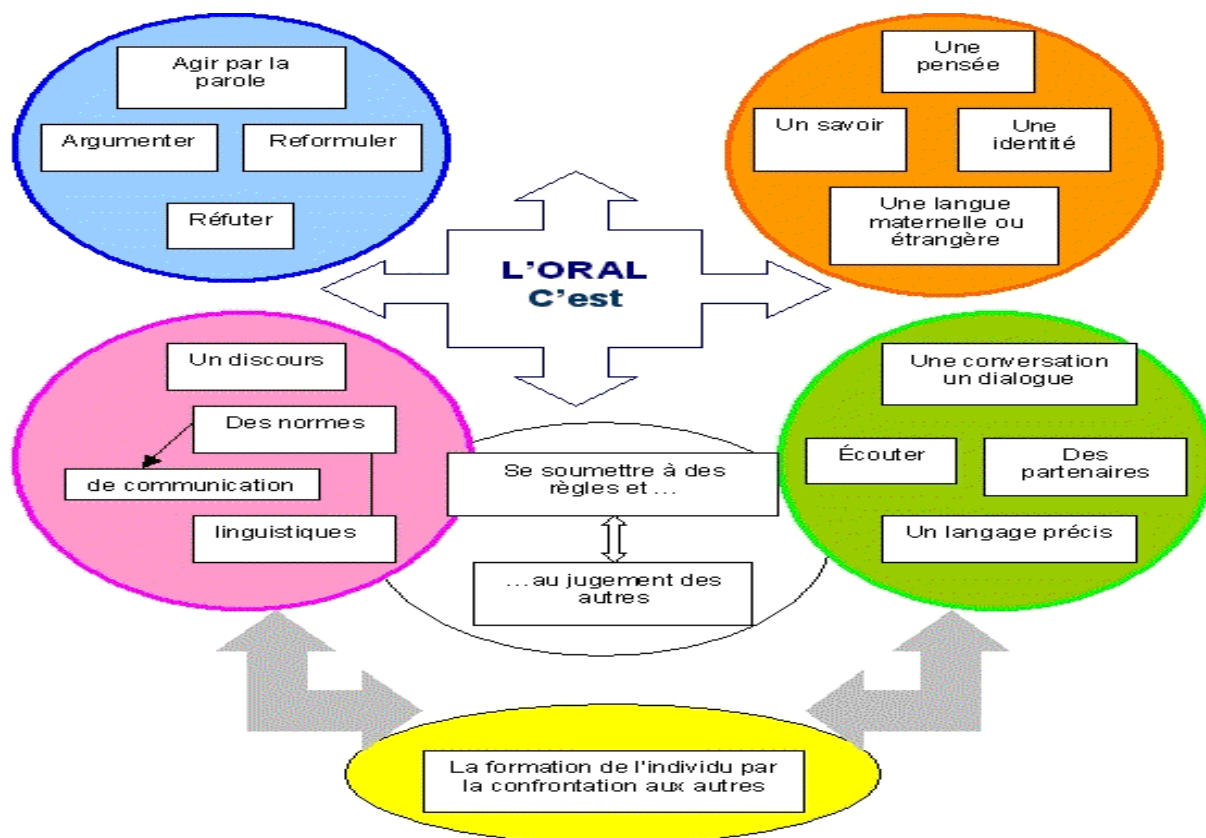 Agir par la
parole
Argumenter
Reformuler
Réfuter
Une
pensée
Un savoir
Une
identité
Une langue
maternelle ou
étrangère
L'ORAL
C'est
Un discours
Des normes
de communication
linguistiques
Se soumettre à des
règles et ...
...au jugement des
autres
Une conversation
un dialogue
Écouter
Des
partenaires
Un langage précis
La formation de l'individu par
la confrontation aux autres